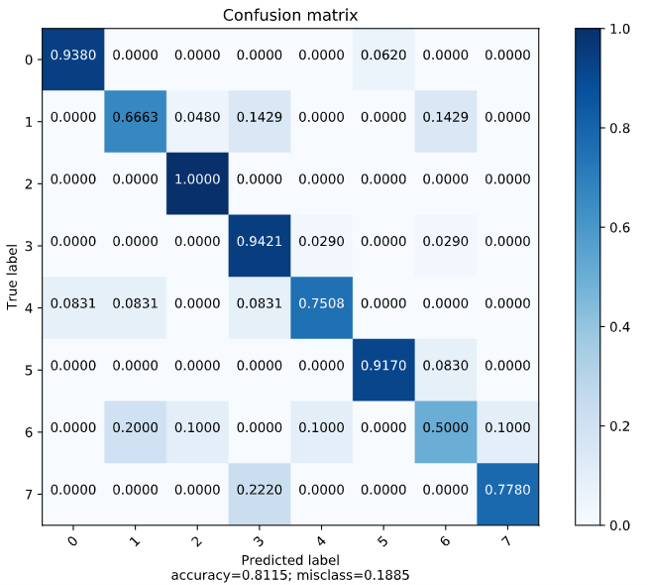 Confusion matrix
0 0.9380 0.0000 0.0000 0.0000 0.0000 0.0620 0.0000 0.0000
1 0.0000 0.6663 0.0480 0.1429 0.0000 0.0000 0.1429 0.0000
2 0.0000 0.0000 1.0000 0.0000 0.0000 0.0000 0.0000 0.0000
3 0.0000 0.0000 0.0000 0.9421 0.0290 0.0000 0.0290 0.0000
4 0.0831 0.0831 0.0000 0.0831 0.7508 0.0000 0.0000 0.0000
5 0.0000 0.0000 0.0000 0.0000 0.0000 0.9170 0.0830 0.0000
6 0.0000 0.2000 0.1000 0.0000 0.1000 0.0000 0.5000 0.1000
7 0.0000 0.0000 0.0000 0.2220 0.0000 0.0000 0.0000 0.7780
True label
0 1 2 3 4 5 6 7
Predicted label
accuracy=0.8115; misclass=0.1885
1.0
0.8
0.6
0.4
0.2
0.0